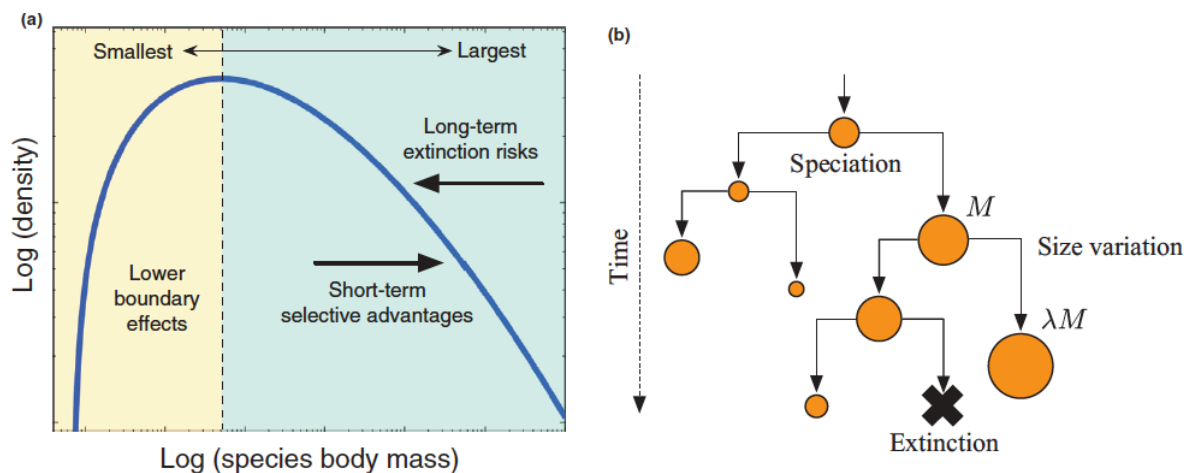 (a)
Smallest
Largest
Long-term
extinction risks
Lower
boundary
effects
Short-term
selective advantages
Log (density)
Log (species body mass)
(b)
Time
Speciation
M
Size variation
λM
Extinction